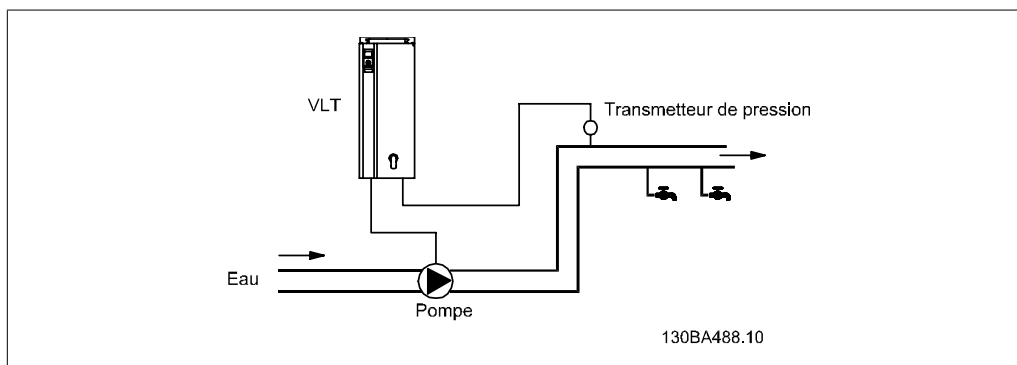 VLT
Transmetteur de pression
Eau
Pompe
130BA488.10